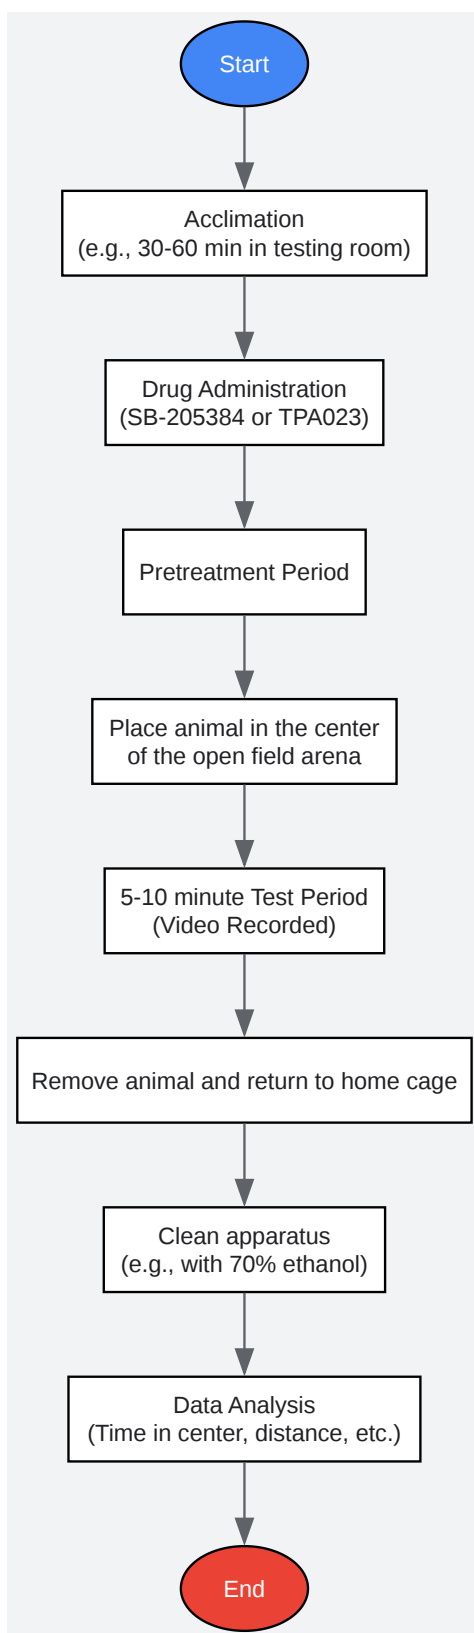 Start
Acclimation
(e.g., 30-60 min in testing room)
Drug Administration
(SB-205384 or TPA023)
Pretreatment Period
Place animal in the center
of the open field arena
5-10 minute Test Period
(Video Recorded)
Remove animal and return to home cage
Clean apparatus
(e.g., with 70% ethanol)
Data Analysis
(Time in center, distance, etc.)
End